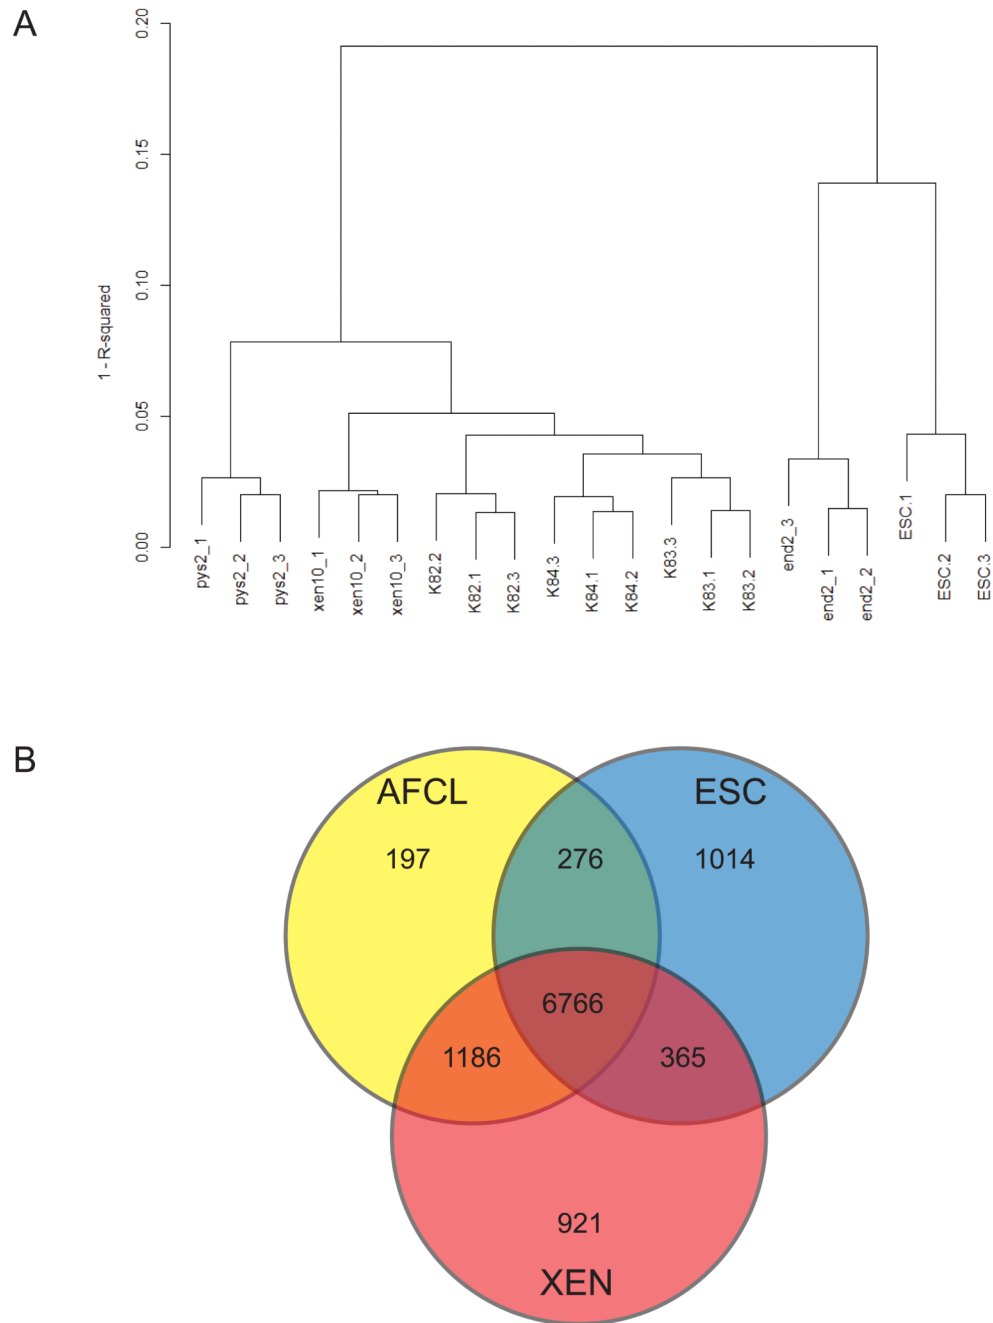 A
0.20
0.15
0.10
0.05
0.00
1 - R-squared
pys2_1
pys2_2
pys2_3
xen10_1
xen10_2
xen10_3
K82.2
K82.1
K82.3
K84.3
K84.1
K84.2
K83.3
K83.1
K83.2
end2_3
end2_1
end2_2
ESC.1
ESC.2
ESC.3
B
AFCL
ESC
197
276
1014
6766
1186
365
921
XEN